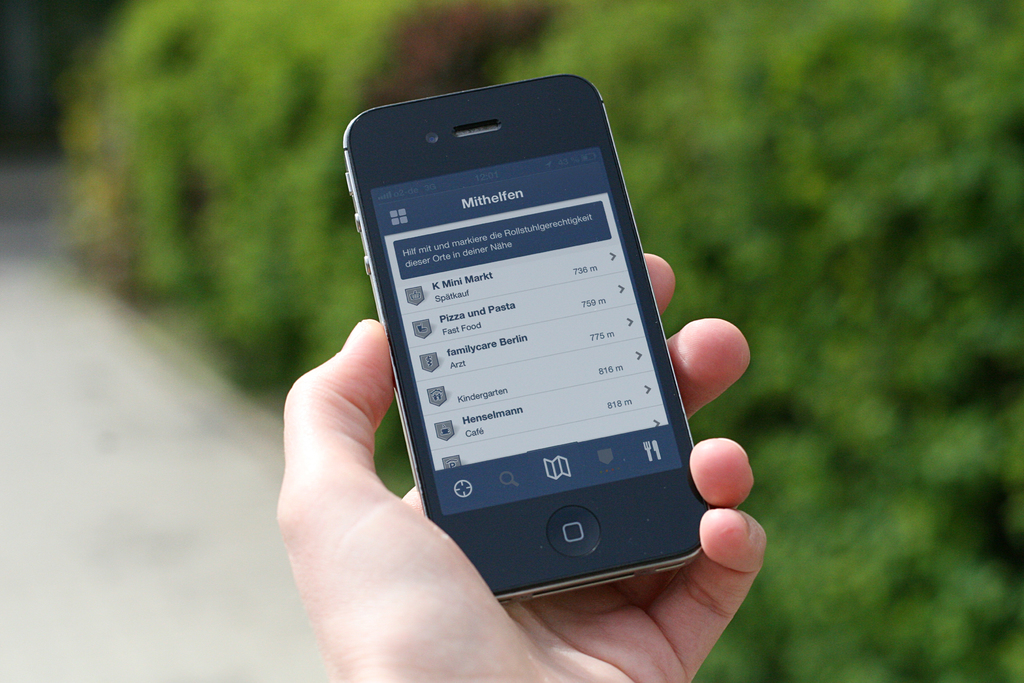 12:01
Mithelfen
Hilf mit und markiere die Rollstuhlgerechtigkeit
dieser Orte in deiner Nähe
K Mini Markt
Spätkauf
736 m
Pizza und Pasta
Fast Food
759 m
familycare Berlin
Arzt
775 m
Kindergarten
816 m
Henselmann
Café
818 m
P